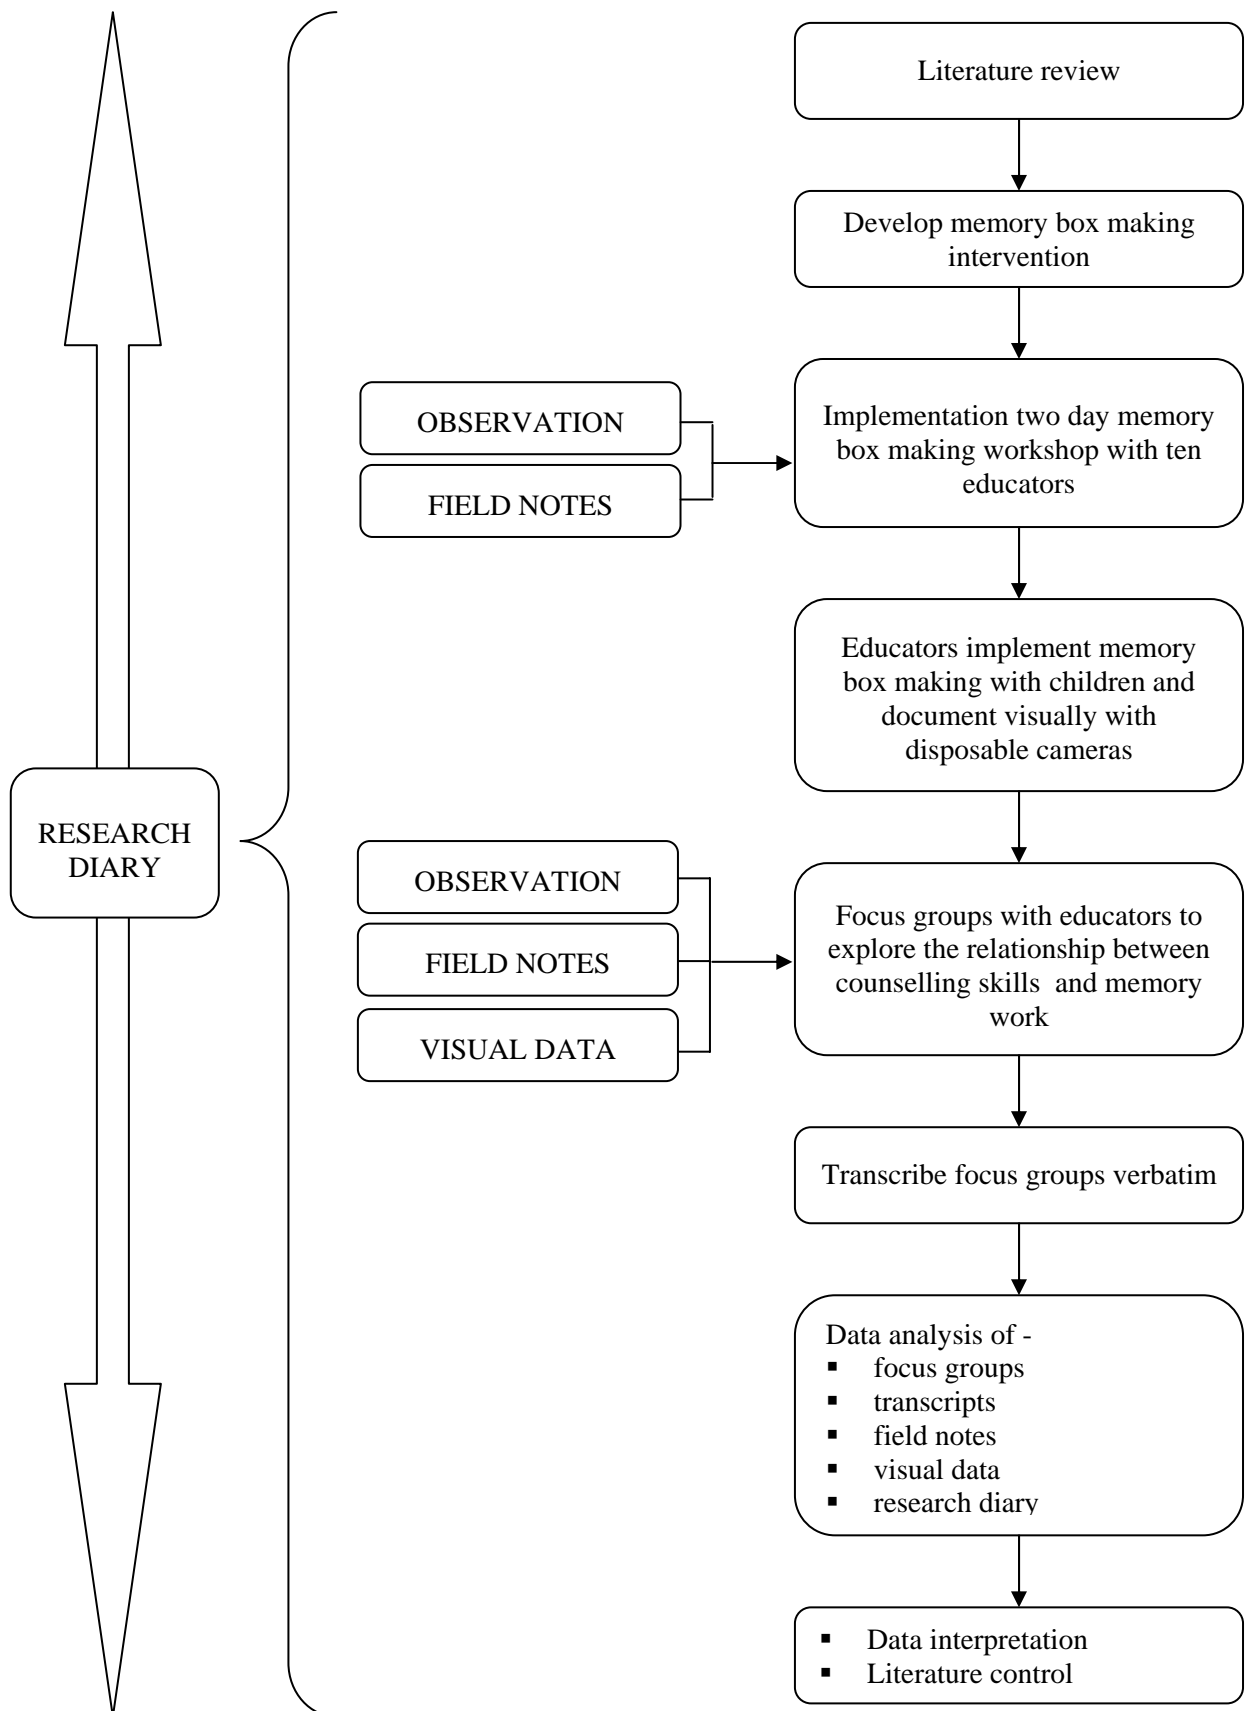 Literature review
Develop memory box making
intervention
OBSERVATION
FIELD NOTES
Implementation two day memory
box making workshop with ten
educators
Educators implement memory
box making with children and
document visually with
disposable cameras
RESEARCH
DIARY
OBSERVATION
FIELD NOTES
VISUAL DATA
Focus groups with educators to
explore the relationship between
counselling skills and memory
work
Transcribe focus groups verbatim
Data analysis of -
▪ focus groups
▪ transcripts
▪ field notes
▪ visual data
▪ research diary
▪ Data interpretation
▪ Literature control